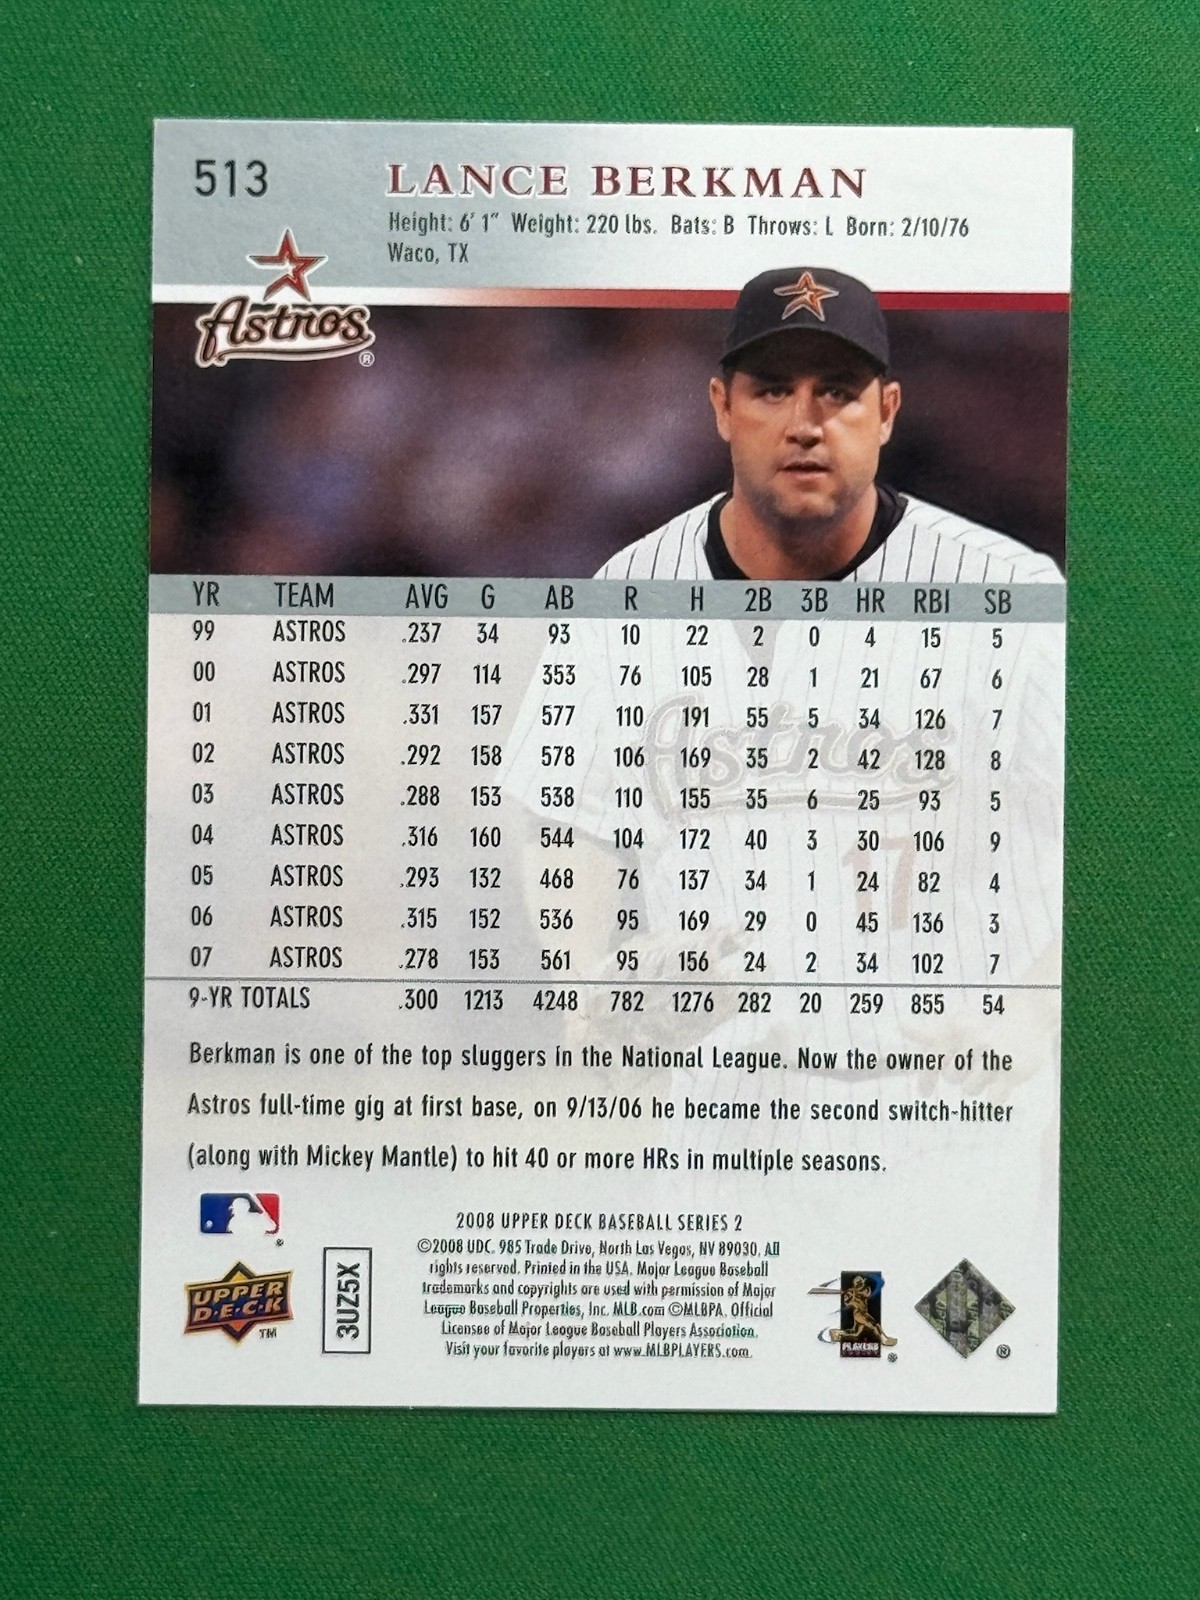 513
LANCE BERKMAN
Height: 6' 1" Weight: 220 lbs. Bats: B Throws: L Born: 2/10/76
Waco, TX
Astros ®
YR TEAM AVG G AB R H 2B 3B HR RBI SB
99 ASTROS .237 34 93 10 22 2 0 4 15 5
00 ASTROS .297 114 353 76 105 28 1 21 67 6
01 ASTROS .331 157 577 110 191 55 5 34 126 7
02 ASTROS .292 158 578 106 169 35 2 42 128 8
03 ASTROS .288 153 538 110 155 35 6 25 93 5
04 ASTROS .316 160 544 104 172 40 3 30 106 9
05 ASTROS .293 132 468 76 137 34 1 24 82 4
06 ASTROS .315 152 536 95 169 29 0 45 136 3
07 ASTROS .278 153 561 95 156 24 2 34 102 7
9-YR TOTALS .300 1213 4248 782 1276 282 20 259 855 54
Astros
17
Berkman is one of the top sluggers in the National League. Now the owner of the
Astros full-time gig at first base, on 9/13/06 he became the second switch-hitter
(along with Mickey Mantle) to hit 40 or more HRs in multiple seasons.
®
UPPER
D·E·C·K
TM
3UZ5X
2008 UPPER DECK BASEBALL SERIES 2
©2008 UDC. 985 Trade Drive, North Las Vegas, NV 89030. All
rights reserved. Printed in the USA. Major League Baseball
trademarks and copyrights are used with permission of Major
League Baseball Properties, Inc. MLB.com ©MLBPA. Official
Licensee of Major League Baseball Players Association.
Visit your favorite players at www.MLBPLAYERS.com.
PLAYERS
®
®